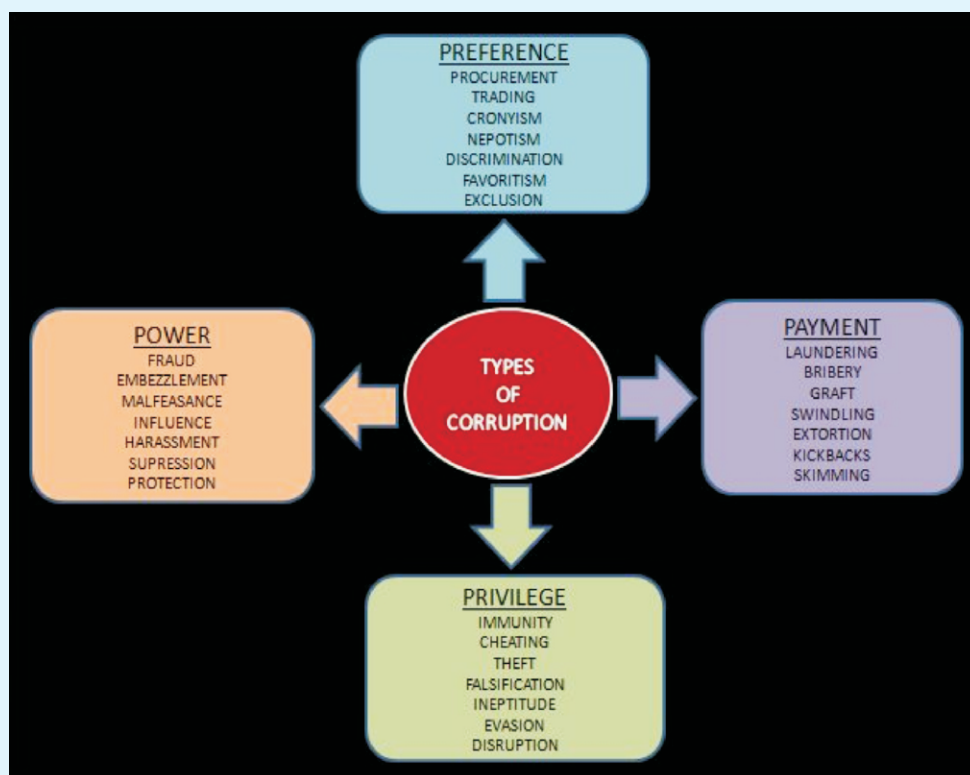 PREFERENCE
PROCUREMENT
TRADING
CRONYISM
NEPOTISM
DISCRIMINATION
FAVORITISM
EXCLUSION
POWER
FRAUD
EMBEZZLEMENT
MALFEASANCE
INFLUENCE
HARASSMENT
SUPRESSION
PROTECTION
TYPES
OF
CORRUPTION
PAYMENT
LAUNDERING
BRIBERY
GRAFT
SWINDLING
EXTORTION
KICKBACKS
SKIMMING
PRIVILEGE
IMMUNITY
CHEATING
THEFT
FALSIFICATION
INEPTITUDE
EVASION
DISRUPTION